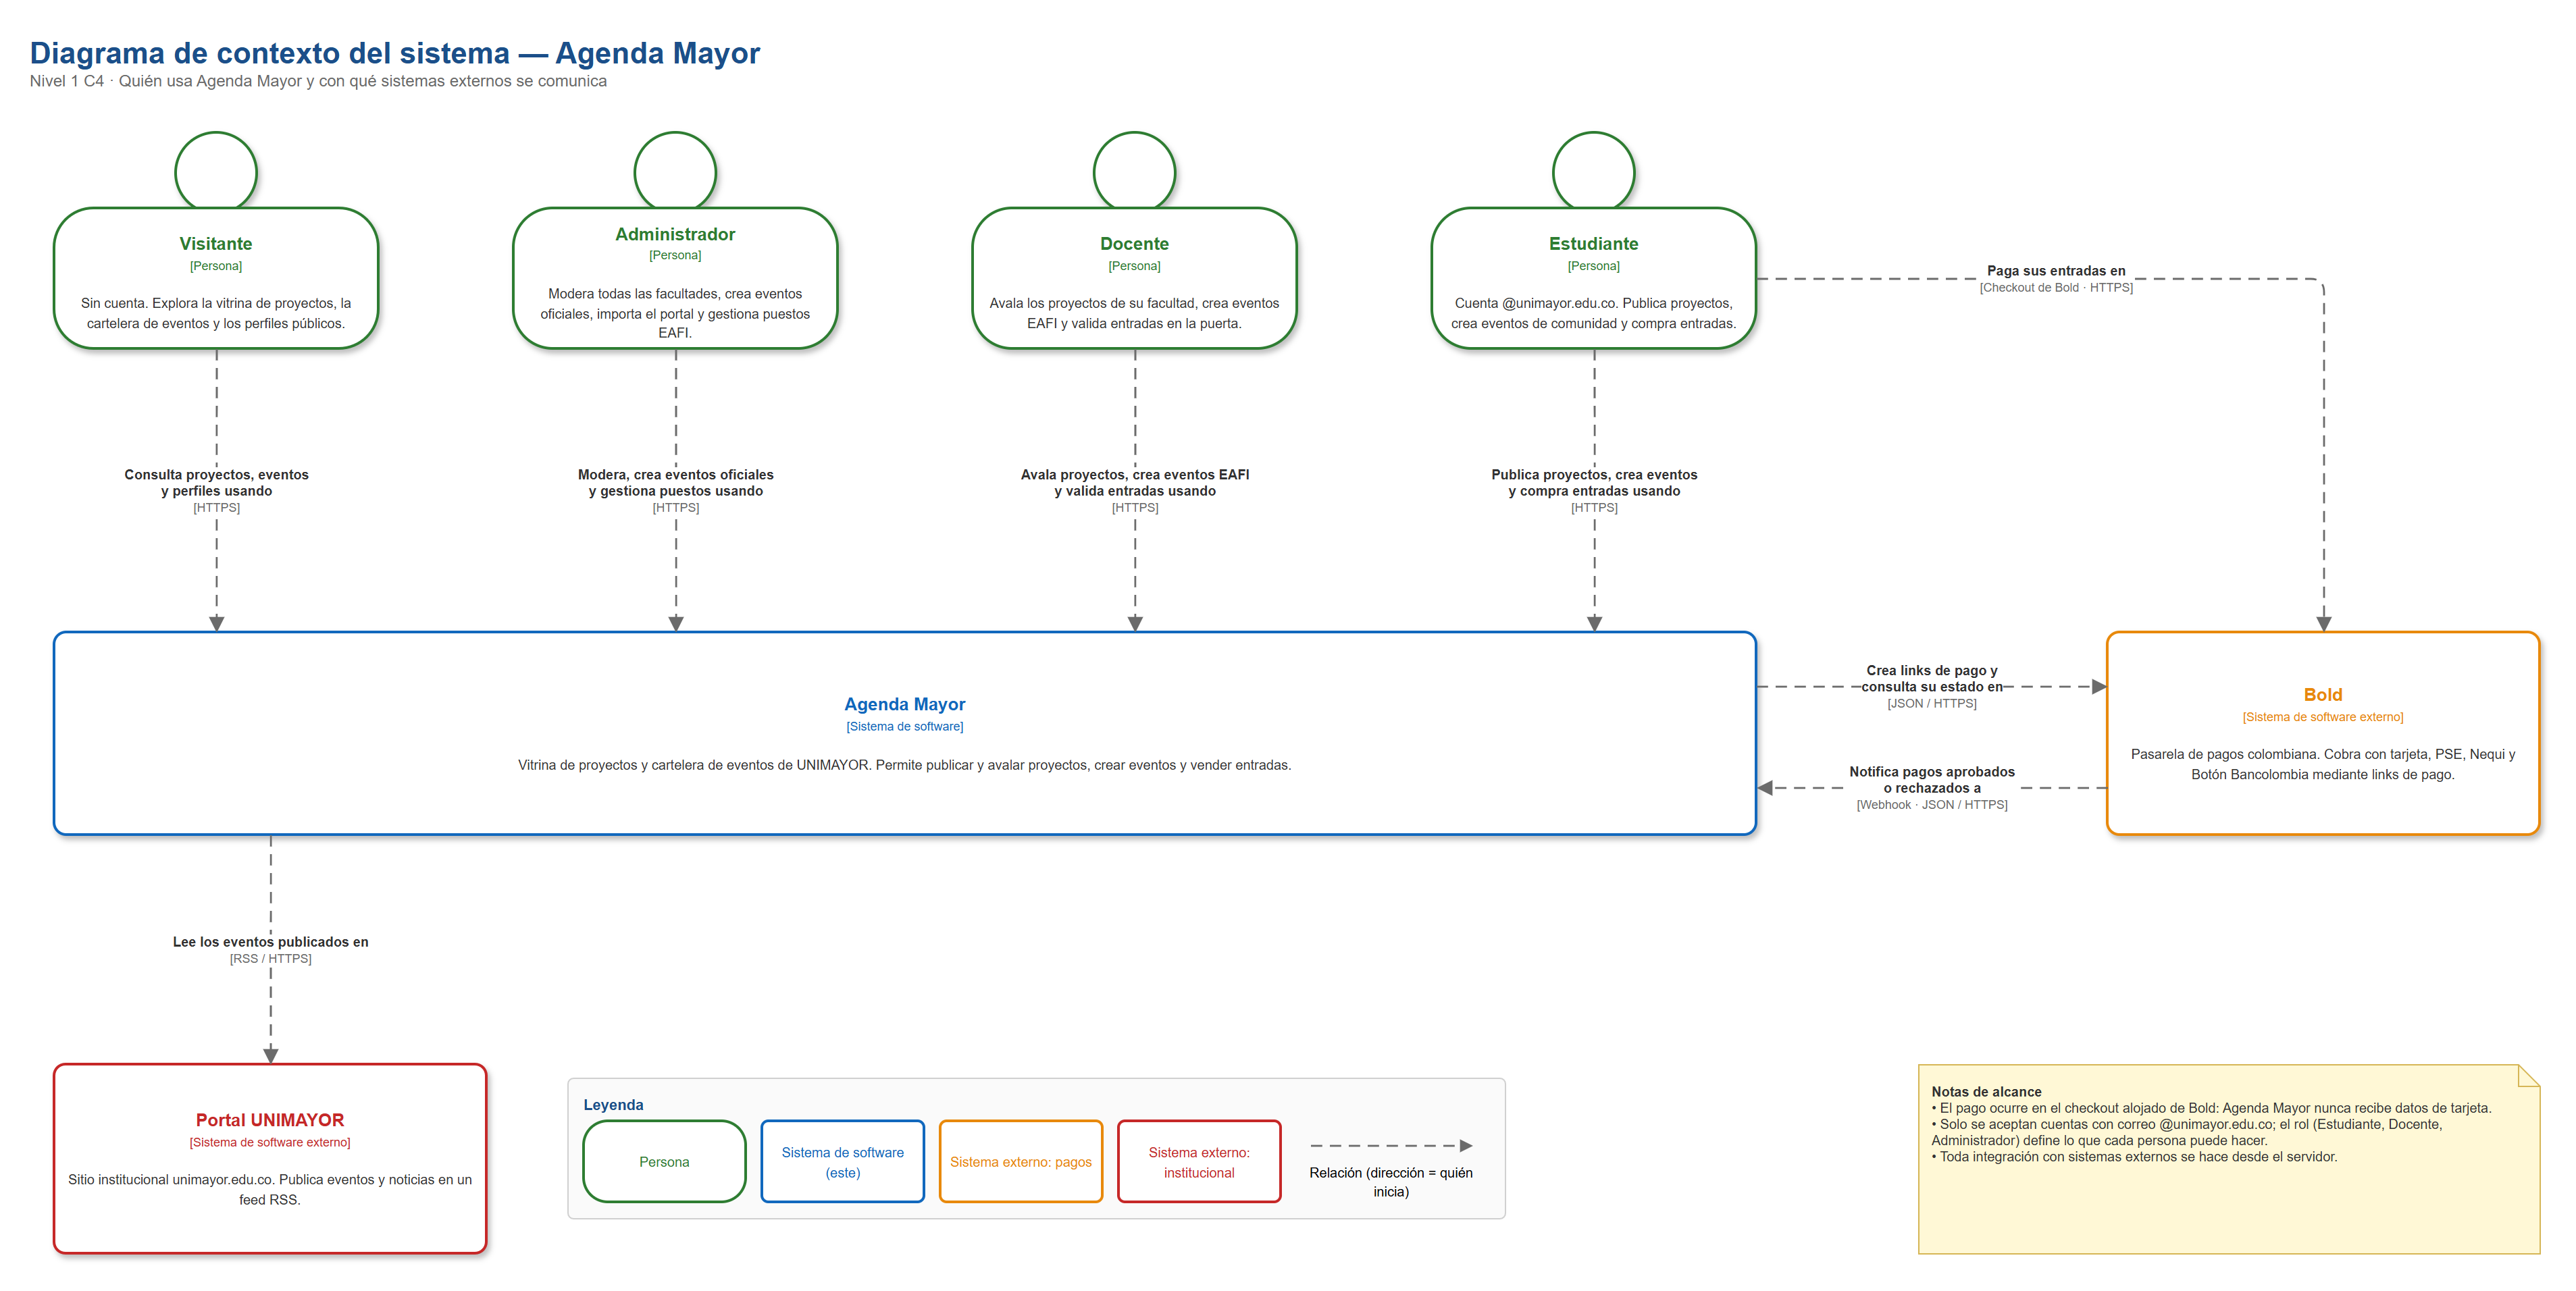 Diagrama de contexto del sistema — Agenda Mayor
Nivel 1 C4 · Quién usa Agenda Mayor y con qué sistemas externos se comunica
Visitante
[Persona]
Sin cuenta. Explora la vitrina de proyectos, la
cartelera de eventos y los perfiles públicos.
Administrador
[Persona]
Modera todas las facultades, crea eventos
oficiales, importa el portal y gestiona puestos
EAFI.
Docente
[Persona]
Avala los proyectos de su facultad, crea eventos
EAFI y valida entradas en la puerta.
Estudiante
[Persona]
Cuenta @unimayor.edu.co. Publica proyectos,
crea eventos de comunidad y compra entradas.
Paga sus entradas en
[Checkout de Bold · HTTPS]
Consulta proyectos, eventos
y perfiles usando
[HTTPS]
Modera, crea eventos oficiales
y gestiona puestos usando
[HTTPS]
Avala proyectos, crea eventos EAFI
y valida entradas usando
[HTTPS]
Publica proyectos, crea eventos
y compra entradas usando
[HTTPS]
Agenda Mayor
[Sistema de software]
Vitrina de proyectos y cartelera de eventos de UNIMAYOR. Permite publicar y avalar proyectos, crear eventos y vender entradas.
Crea links de pago y
consulta su estado en
[JSON / HTTPS]
Notifica pagos aprobados
o rechazados a
[Webhook · JSON / HTTPS]
Bold
[Sistema de software externo]
Pasarela de pagos colombiana. Cobra con tarjeta, PSE, Nequi y
Botón Bancolombia mediante links de pago.
Lee los eventos publicados en
[RSS / HTTPS]
Portal UNIMAYOR
[Sistema de software externo]
Sitio institucional unimayor.edu.co. Publica eventos y noticias en un
feed RSS.
Leyenda
Persona
Sistema de software
(este)
Sistema externo: pagos
Sistema externo:
institucional
Relación (dirección = quién
inicia)
Notas de alcance
• El pago ocurre en el checkout alojado de Bold: Agenda Mayor nunca recibe datos de tarjeta.
• Solo se aceptan cuentas con correo @unimayor.edu.co; el rol (Estudiante, Docente,
Administrador) define lo que cada persona puede hacer.
• Toda integración con sistemas externos se hace desde el servidor.